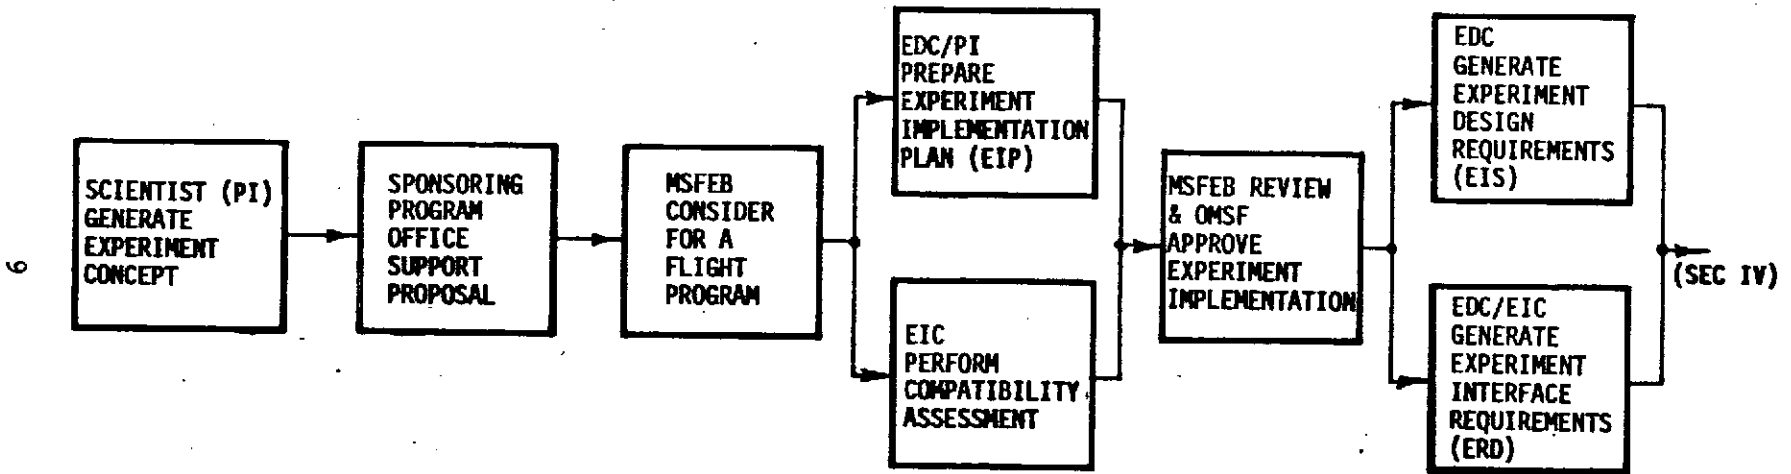 SCIENTIST (PI)
GENERATE
EXPERIMENT
CONCEPT
SPONSORING
PROGRAM
OFFICE
SUPPORT
PROPOSAL
MSFEB
CONSIDER
FOR A
FLIGHT
PROGRAM
EDC/PI
PREPARE
EXPERIMENT
IMPLEMENTATION
PLAN (EIP)
EIC
PERFORM
COMPATIBILITY
ASSESSMENT
MSFEB REVIEW
& OMSF
APPROVE
EXPERIMENT
IMPLEMENTATION
EDC
GENERATE
EXPERIMENT
DESIGN
REQUIREMENTS
(EIS)
EDC/EIC
GENERATE
EXPERIMENT
INTERFACE
REQUIREMENTS
(ERD)
(SEC IV)
6